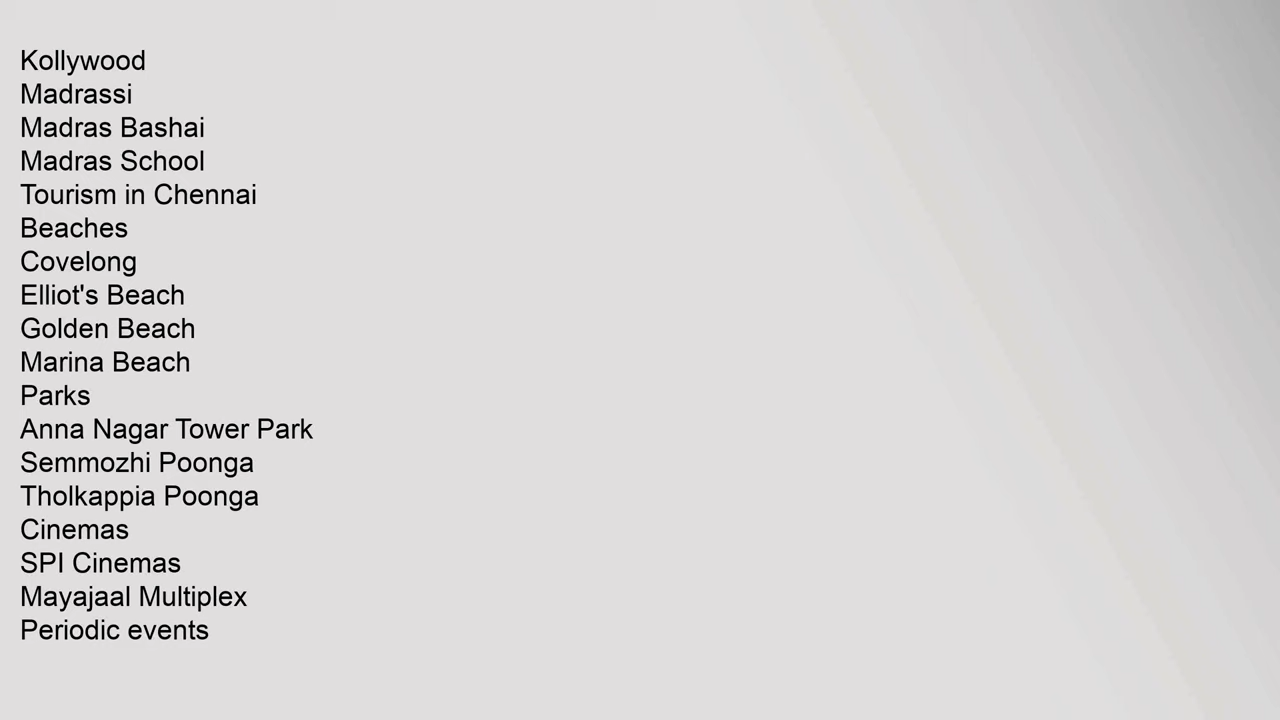 Kollywood
Madrassi
Madras Bashai
Madras School
Tourism in Chennai
Beaches
Covelong
Elliot's Beach
Golden Beach
Marina Beach
Parks
Anna Nagar Tower Park
Semmozhi Poonga
Tholkappia Poonga
Cinemas
SPI Cinemas
Mayajaal Multiplex
Periodic events